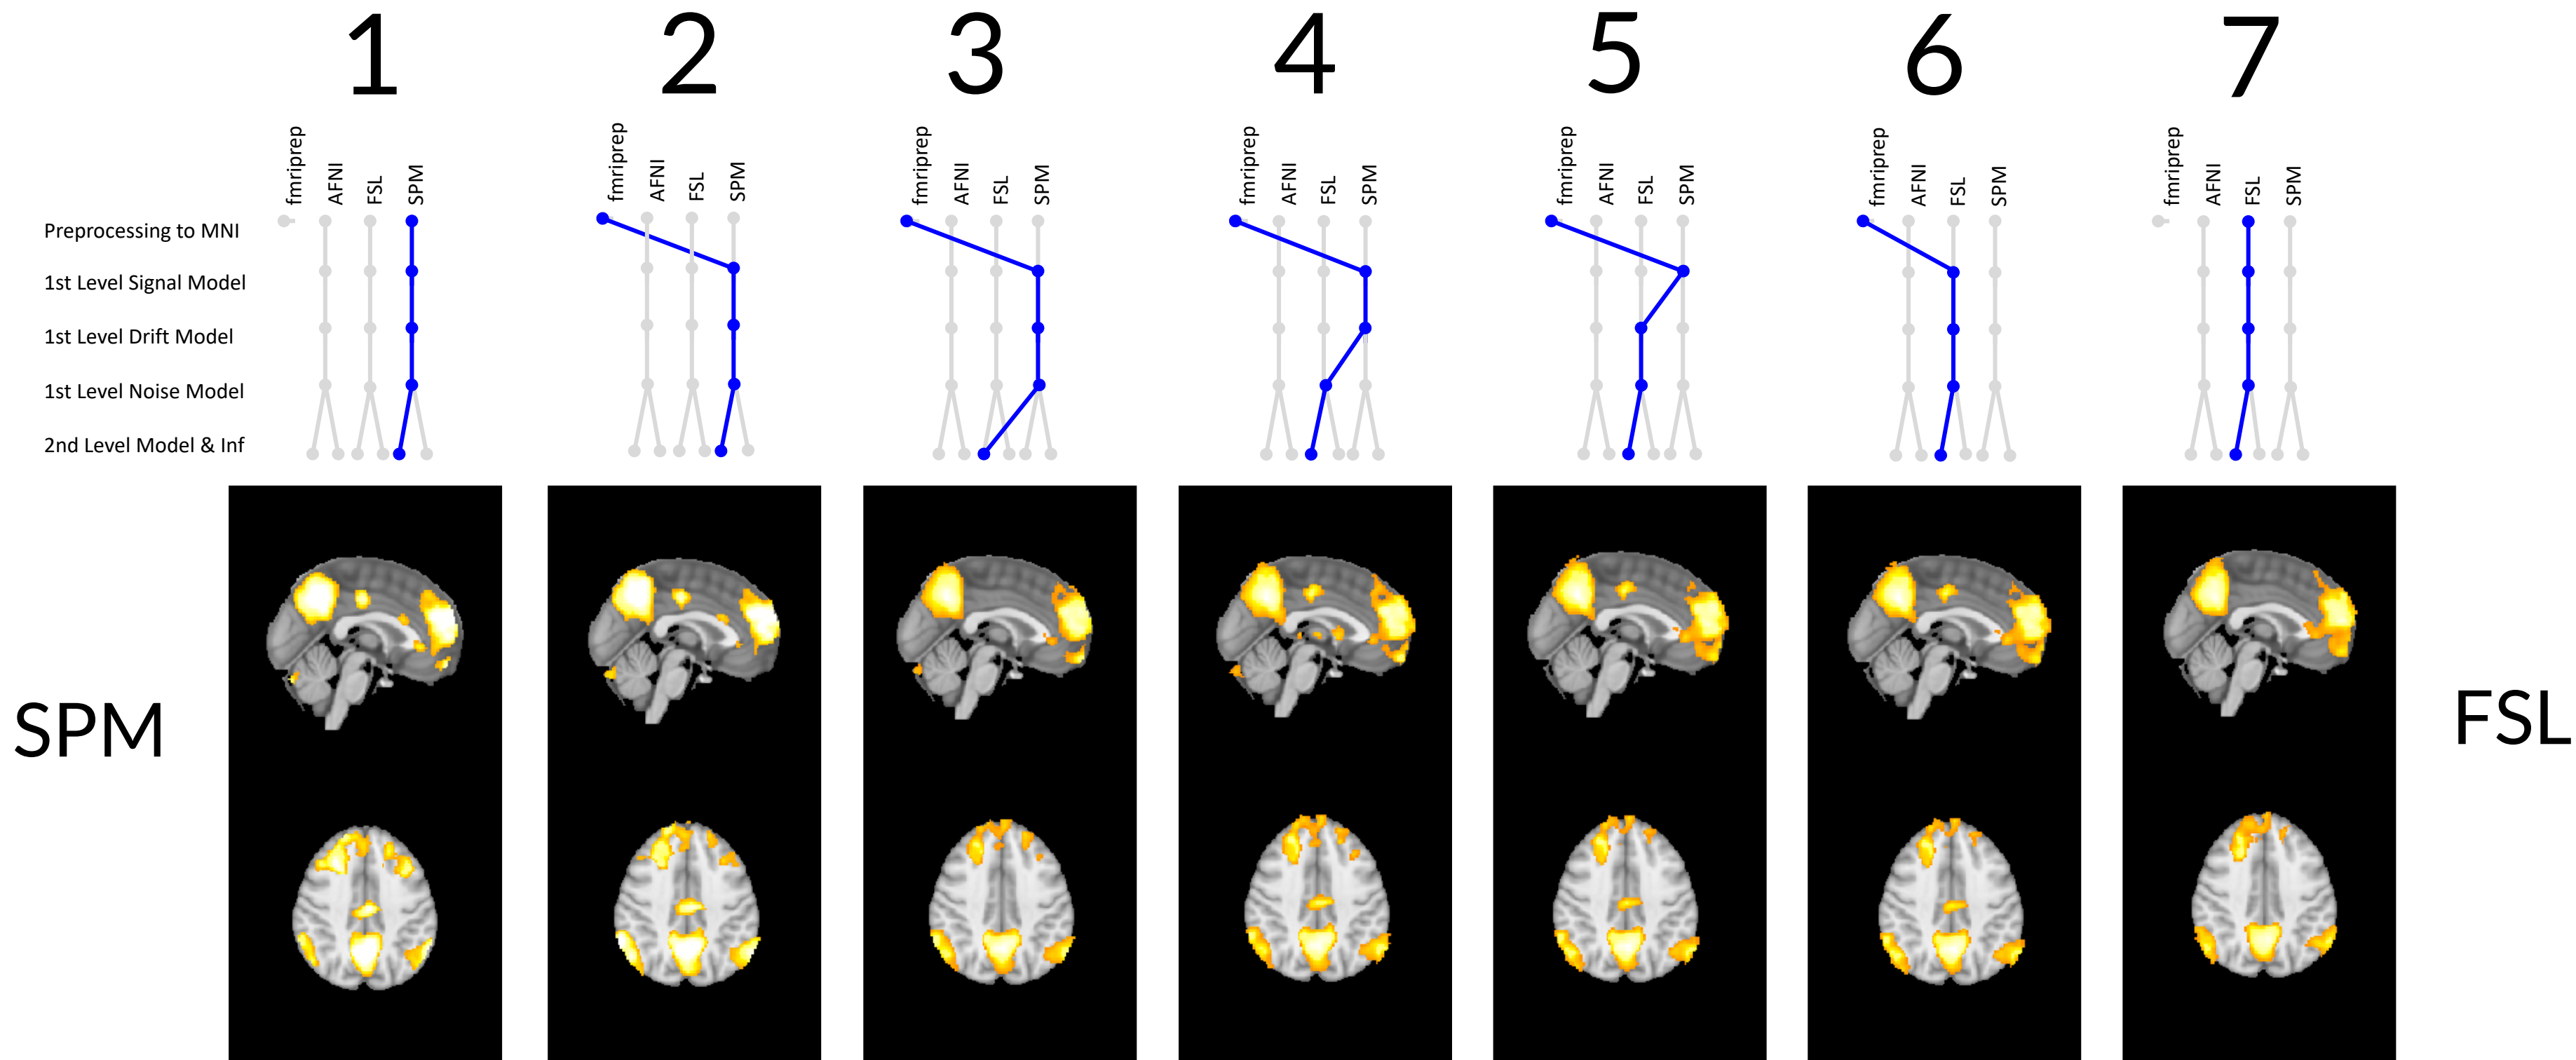 1 2 3 4 5 6 7
fmriprep AFNI FSL SPM fmriprep AFNI FSL SPM fmriprep AFNI FSL SPM fmriprep AFNI FSL SPM fmriprep AFNI FSL SPM fmriprep AFNI FSL SPM fmriprep AFNI FSL SPM
Preprocessing to MNI
1st Level Signal Model
1st Level Drift Model
1st Level Noise Model
2nd Level Model & Inf
SPM
FSL